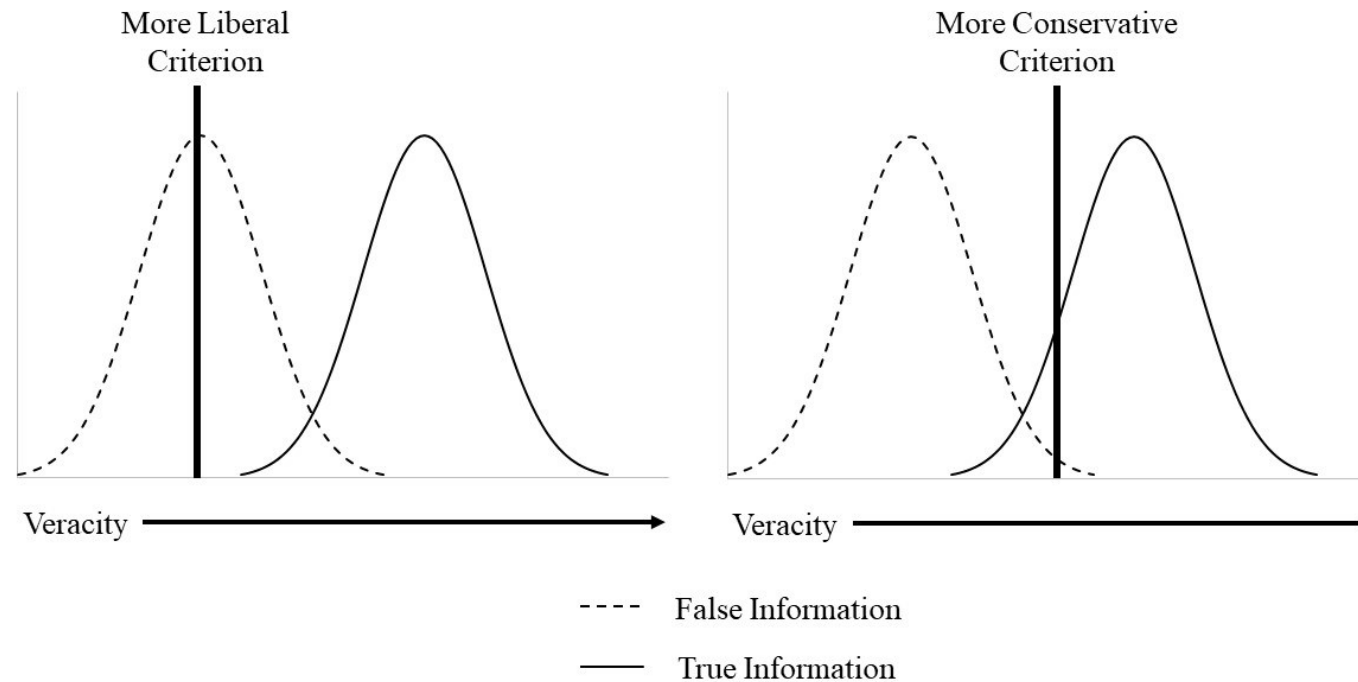 More Liberal
Criterion
More Conservative
Criterion
Veracity
Veracity
False Information
True Information